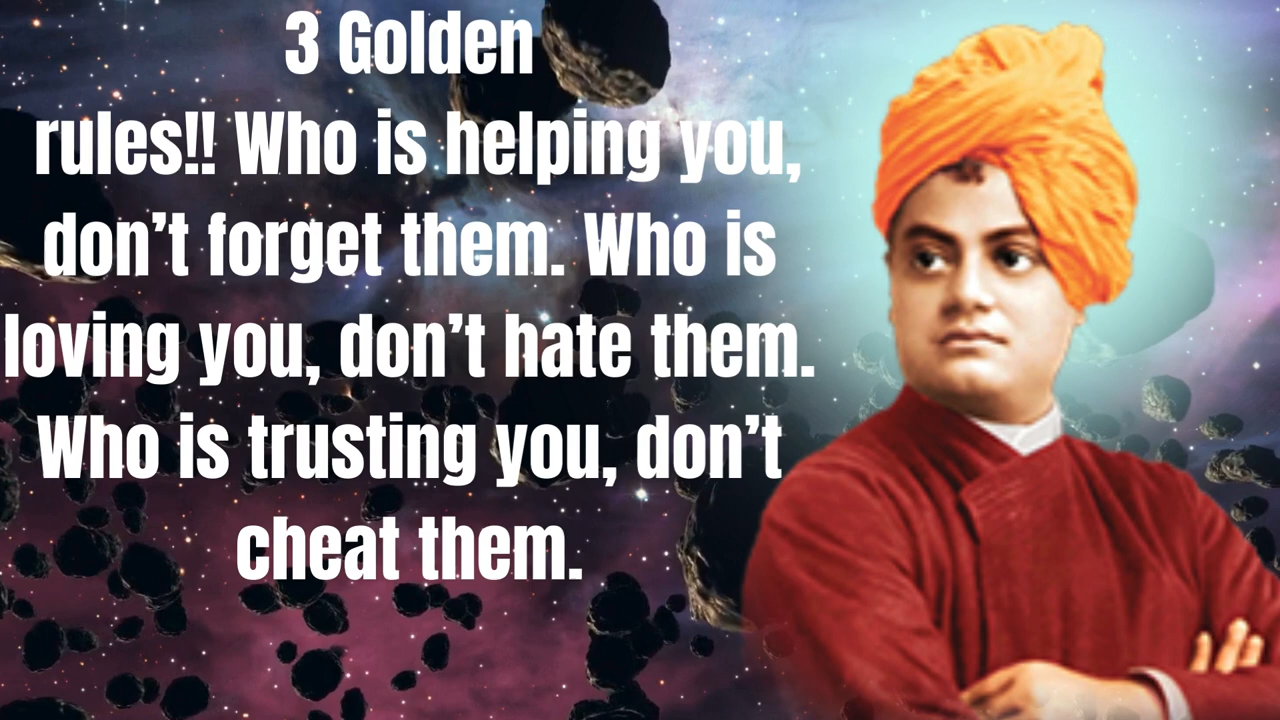 3 Golden
rules!! Who is helping you,
don’t forget them. Who is
loving you, don’t hate them.
Who is trusting you, don’t
cheat them.